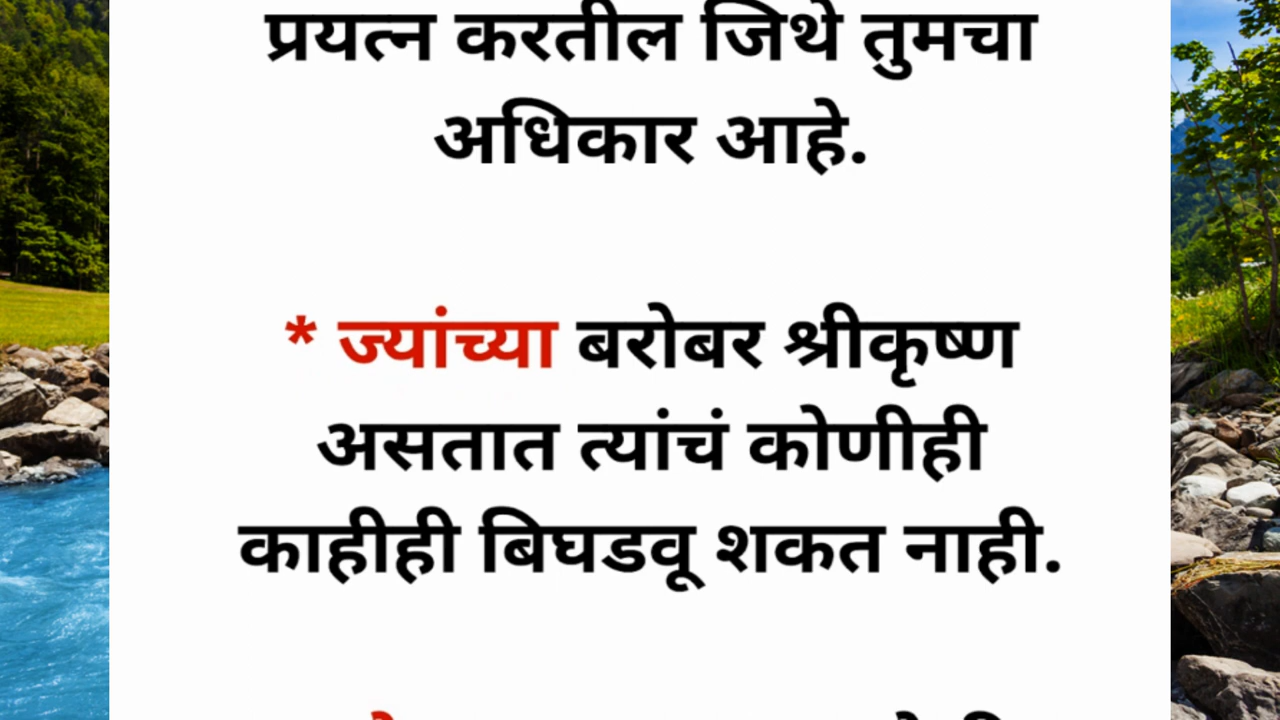 प्रयत्न करतील जिथे तुमचा
अधिकार आहे.
* ज्यांच्या बरोबर श्रीकृष्ण
असतात त्यांचं कोणीही
काहीही बिघडवू शकत नाही.